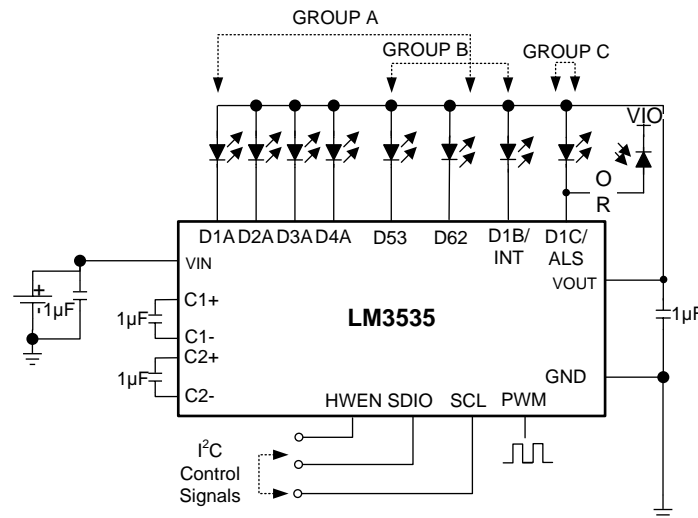 GROUP A
GROUP B
GROUP C
VIO
O
R
D1A D2A D3A D4A D53 D62 D1B/
INT D1C/
ALS
VIN
VOUT
+
-
1µF
C1+
1µF
C1-
C2+
1µF
C2-
LM3535
1µF
GND
HWEN SDIO SCL PWM
I²C
Control
Signals